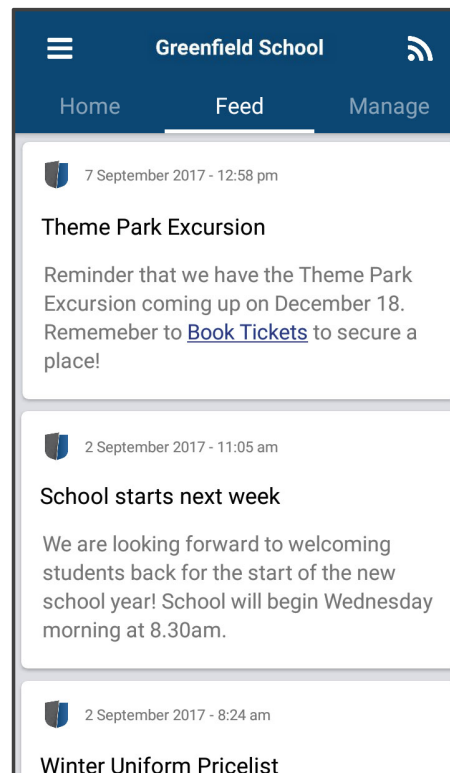 Greenfield School
Home Feed Manage
7 September 2017 - 12:58 pm
Theme Park Excursion
Reminder that we have the Theme Park
Excursion coming up on December 18.
Rememeber to Book Tickets to secure a
place!
2 September 2017 - 11:05 am
School starts next week
We are looking forward to welcoming
students back for the start of the new
school year! School will begin Wednesday
morning at 8.30am.
2 September 2017 - 8:24 am
Winter Uniform Pricelist